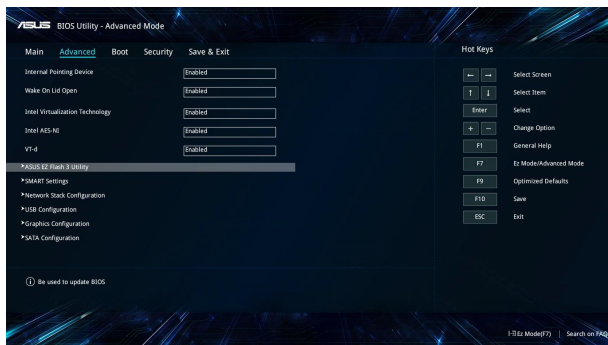 ASUS BIOS Utility - Advanced Mode
Main Advanced Boot Security Save & Exit
Internal Pointing Device Enabled
Wake On Lid Open Enabled
Intel Virtualization Technology Enabled
Intel AES-NI Enabled
VT-d Enabled
ASUS EZ Flash 3 Utility
SMART Settings
Network Stack Configuration
USB Configuration
Graphics Configuration
SATA Configuration
Be used to update BIOS
Hot Keys
← → Select Screen
↑ ↓ Select Item
Enter Select
+ − Change Option
F1 General Help
F7 Ez Mode/Advanced Mode
F9 Optimized Defaults
F10 Save
ESC Exit
Ez Mode(F7) | Search on FAQ